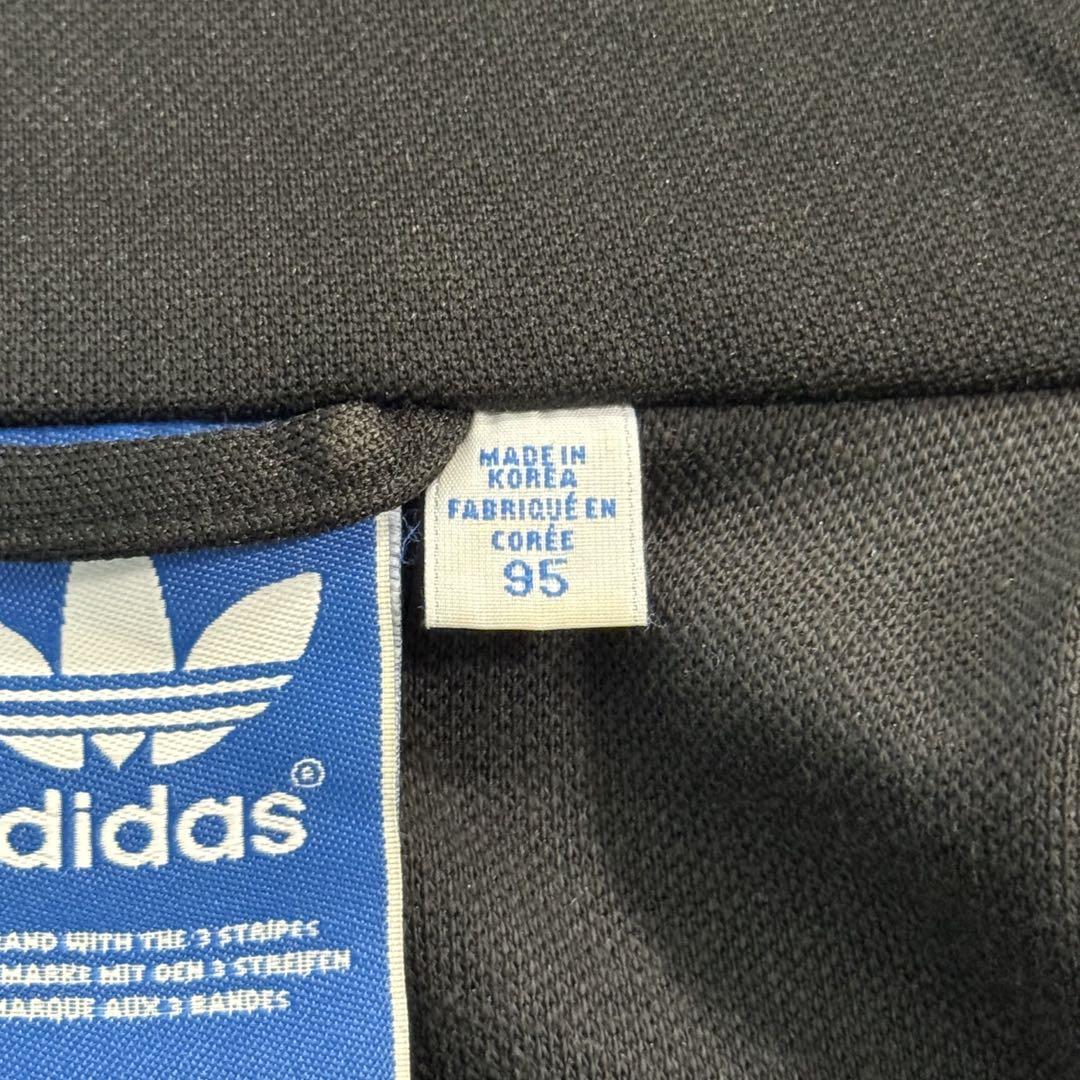 MADE IN
KOREA
FABRIQUÉ EN
CORÉE
95
didas®
AND WITH THE 3 STRIPES
MARKE MIT DEN 3 STREIFEN
MARQUE AUX 3 BANDES